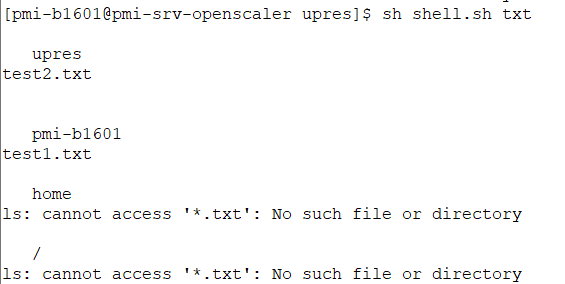 [pmi-b1601@pmi-srv-openscaler upres]$ sh shell.sh txt
upres
test2.txt
pmi-b1601
test1.txt
home
ls: cannot access '*.txt': No such file or directory
/
ls: cannot access '*.txt': No such file or directory